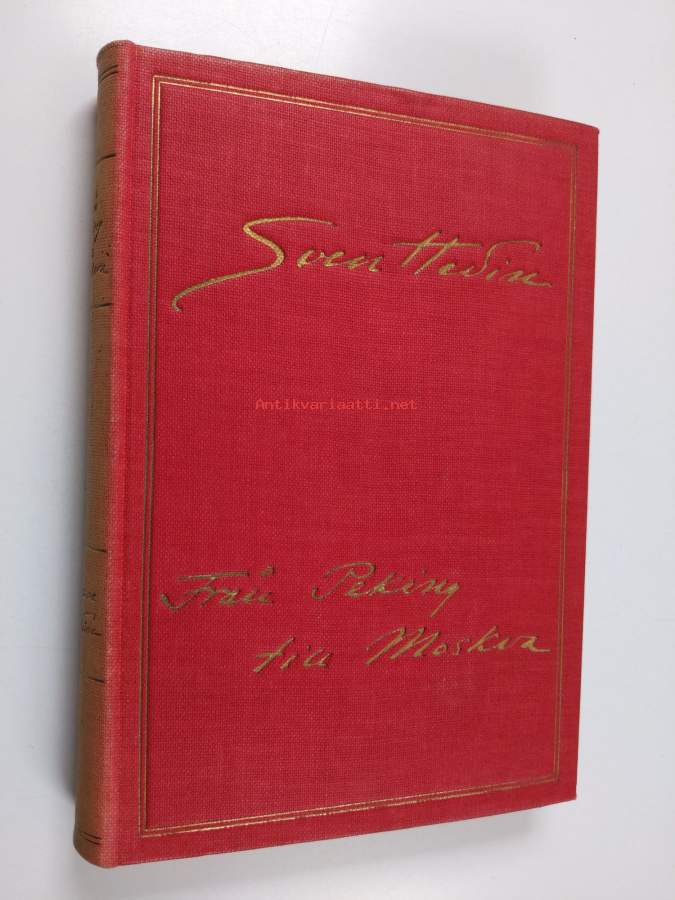 Sven Hedin
Antikvariaatti.net
Från Peking
till Moskva